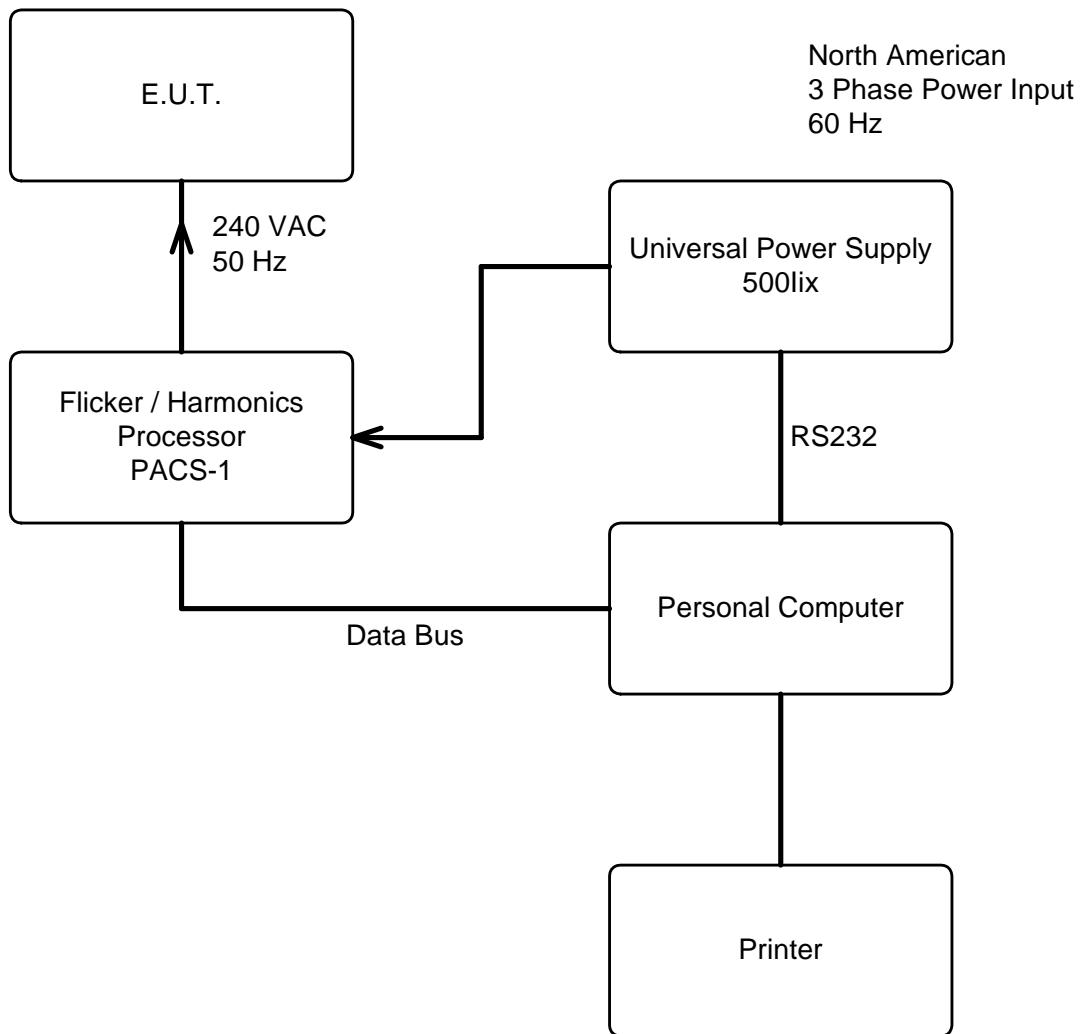 E.U.T.
North American
3 Phase Power Input
60 Hz
240 VAC
50 Hz
Universal Power Supply
500lix
Flicker / Harmonics
Processor
PACS-1
RS232
Personal Computer
Data Bus
Printer